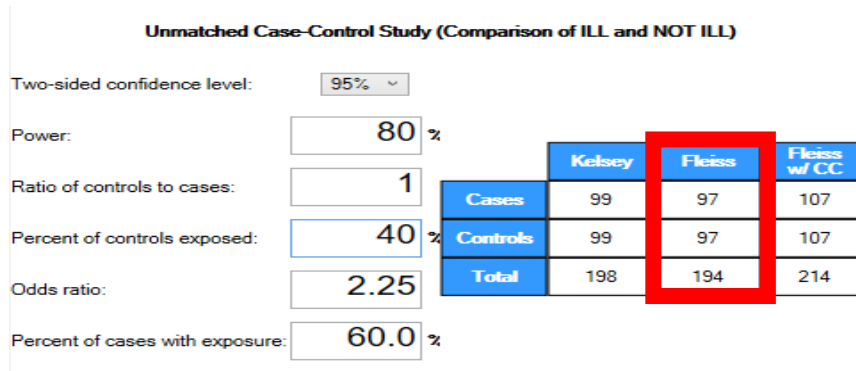 Unmatched Case-Control Study (Comparison of ILL and NOT ILL)
Two-sided confidence level: 95%
Power: 80 %
Ratio of controls to cases: 1
Percent of controls exposed: 40 %
Odds ratio: 2.25
Percent of cases with exposure: 60.0 %
Kelsey Fleiss Fleiss w/ CC
Cases 99 97 107
Controls 99 97 107
Total 198 194 214